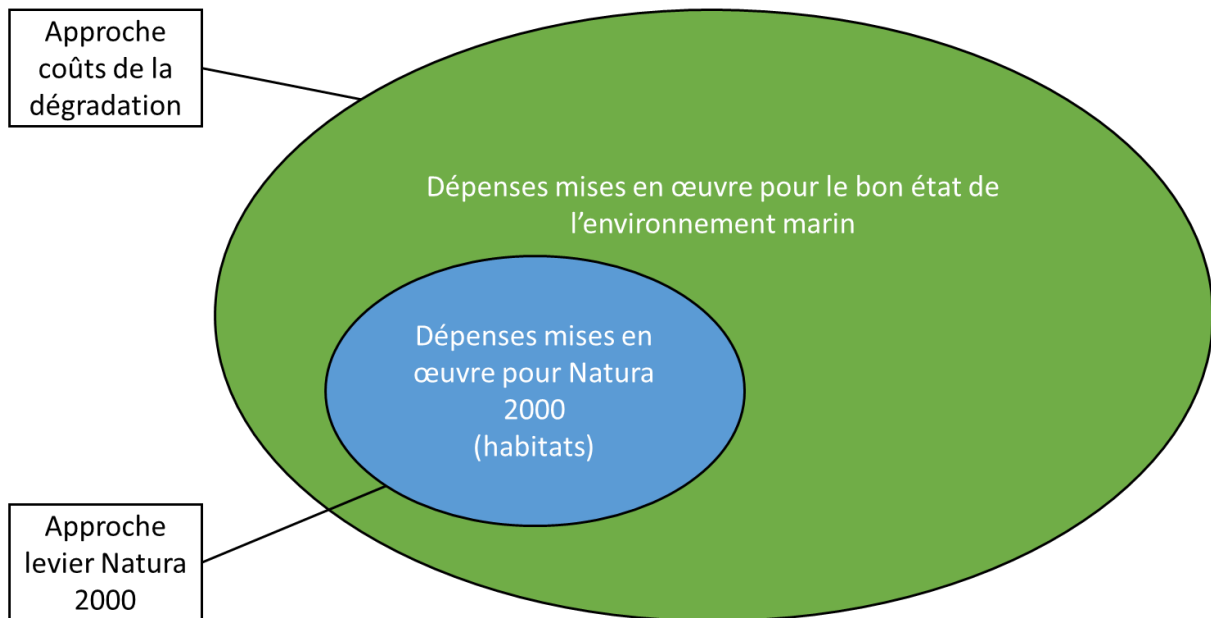 Approche
coûts de la
dégradation
Dépenses mises en œuvre pour le bon état de
l’environnement marin
Dépenses mises en
œuvre pour Natura
2000
(habitats)
Approche
levier Natura
2000